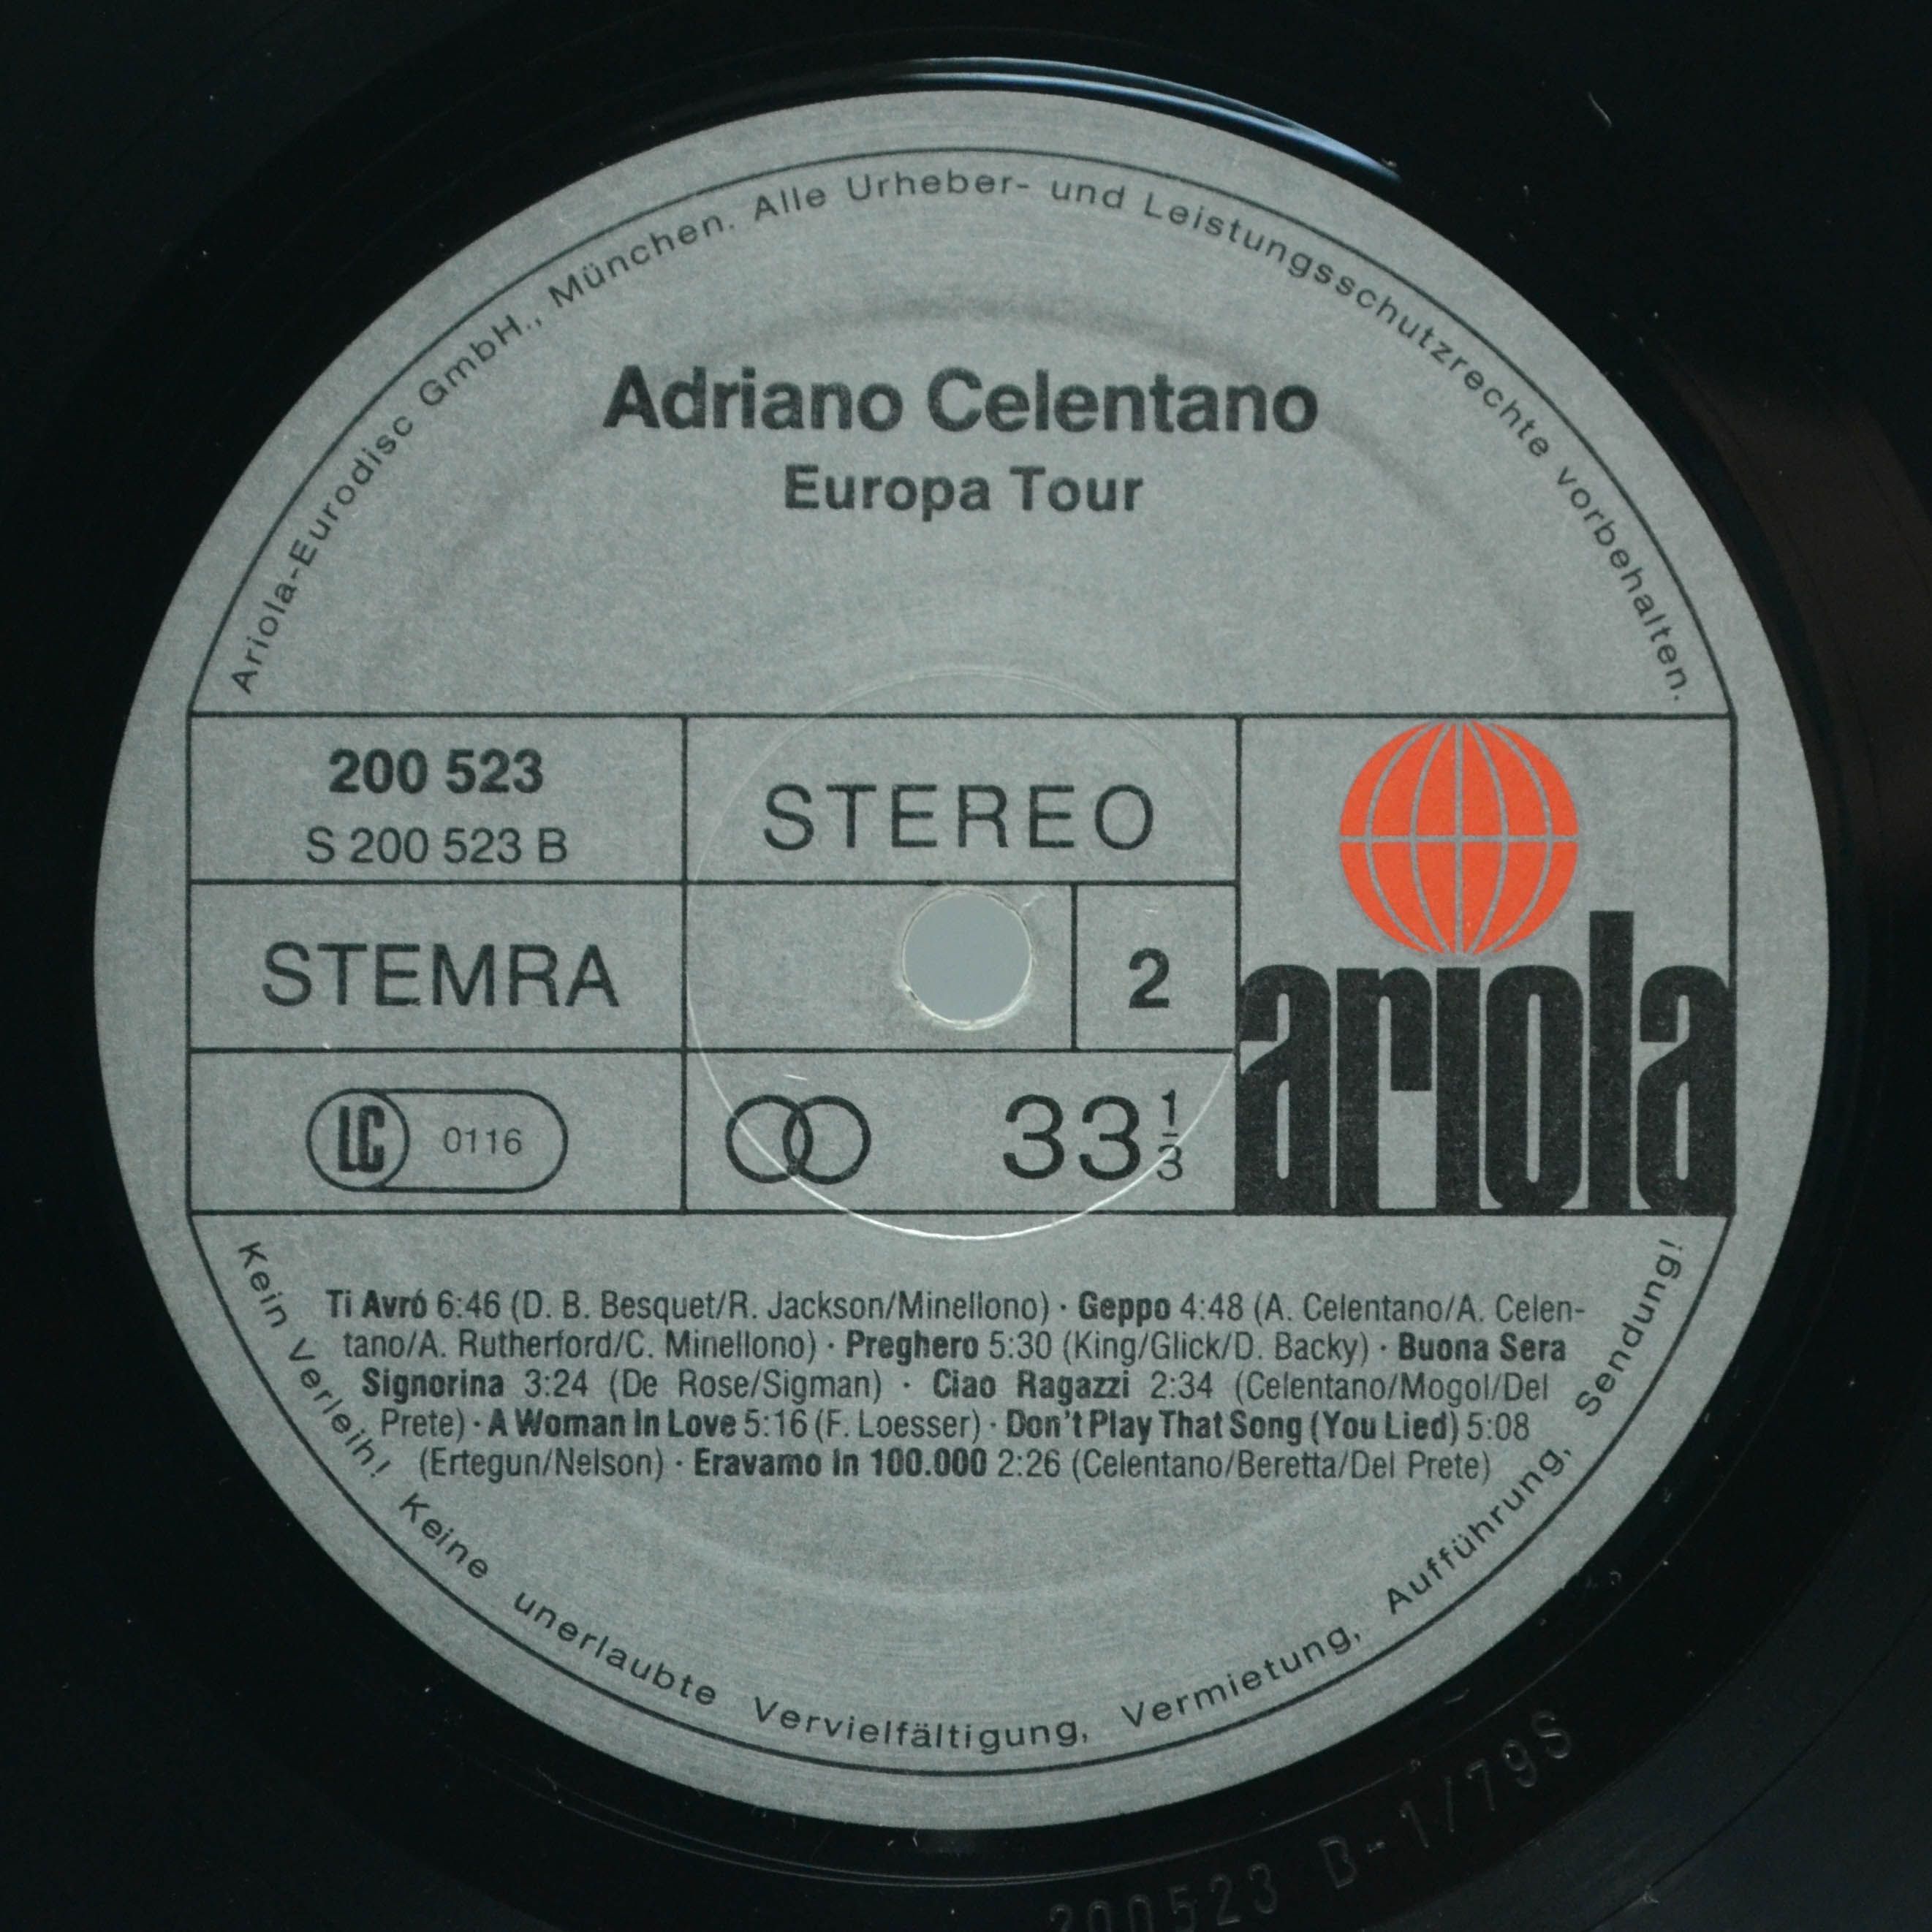 Ariola-Eurodisc GmbH., München. Alle Urheber- und Leistungsschutzrechte vorbehalten.
Adriano Celentano
Europa Tour
200 523
S 200 523 B
STEREO
STEMRA
2
LC 0116
33 1/3
ariola
Ti Avró 6:46 (D. B. Besquet/R. Jackson/Minellono) · Geppo 4:48 (A. Celentano/A. Celen-
tano/A. Rutherford/C. Minellono) · Preghero 5:30 (King/Glick/D. Backy) · Buona Sera
Signorina 3:24 (De Rose/Sigman) · Ciao Ragazzi 2:34 (Celentano/Mogol/Del
Prete) · A Woman In Love 5:16 (F. Loesser) · Don't Play That Song (You Lied) 5:08
(Ertegun/Nelson) · Eravamo In 100.000 2:26 (Celentano/Beretta/Del Prete)
Kein Verleih! Keine unerlaubte Vervielfältigung, Vermietung, Aufführung, Sendung!
200523 B-1/79S